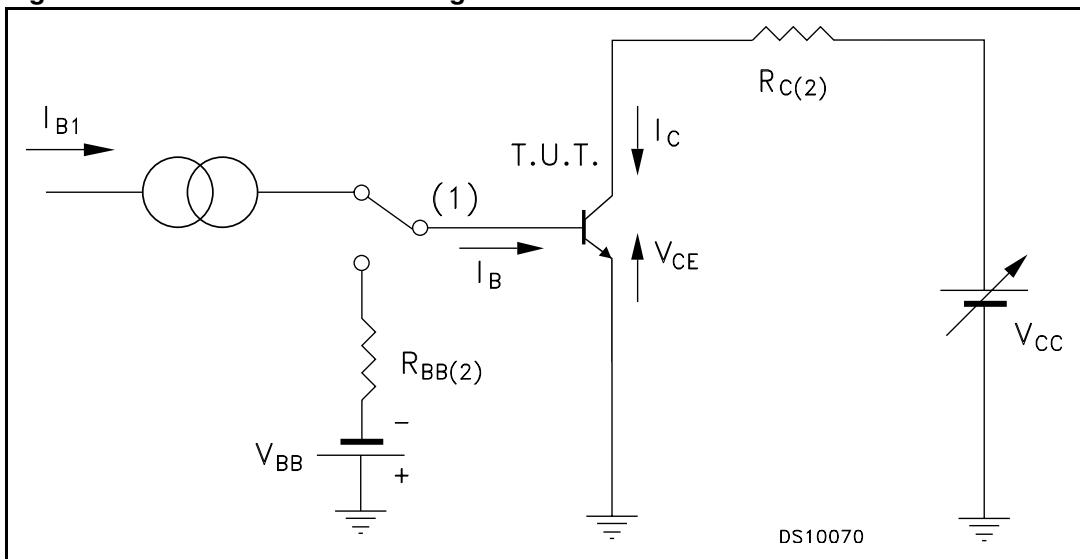 R_C(2)
I_B1
I_C
T.U.T.
(1)
I_B
V_CE
V_CC
R_BB(2)
−
V_BB
+
DS10070